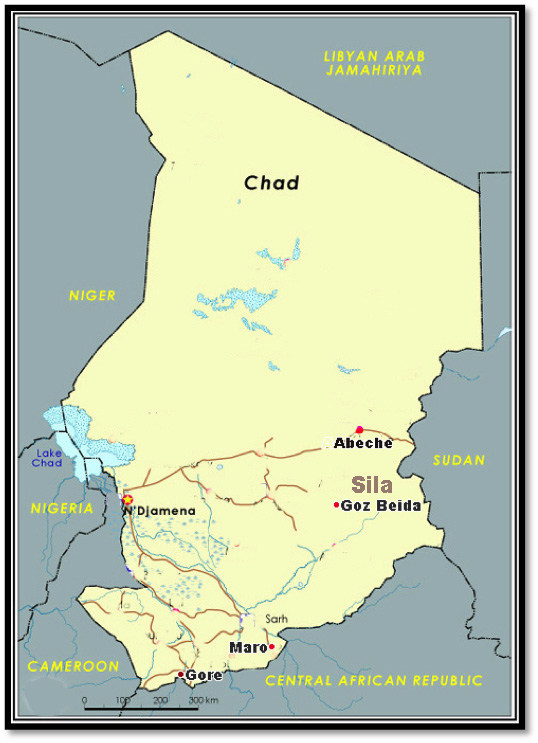 LIBYAN ARAB
JAMAHIRIYA
Chad
NIGER
Abeche
Lake
Chad
SUDAN
Sila
NIGERIA
N'Djamena
Goz Beida
Sarh
Maro
CAMEROON
Gore
CENTRAL AFRICAN REPUBLIC
0 100 200 300 km